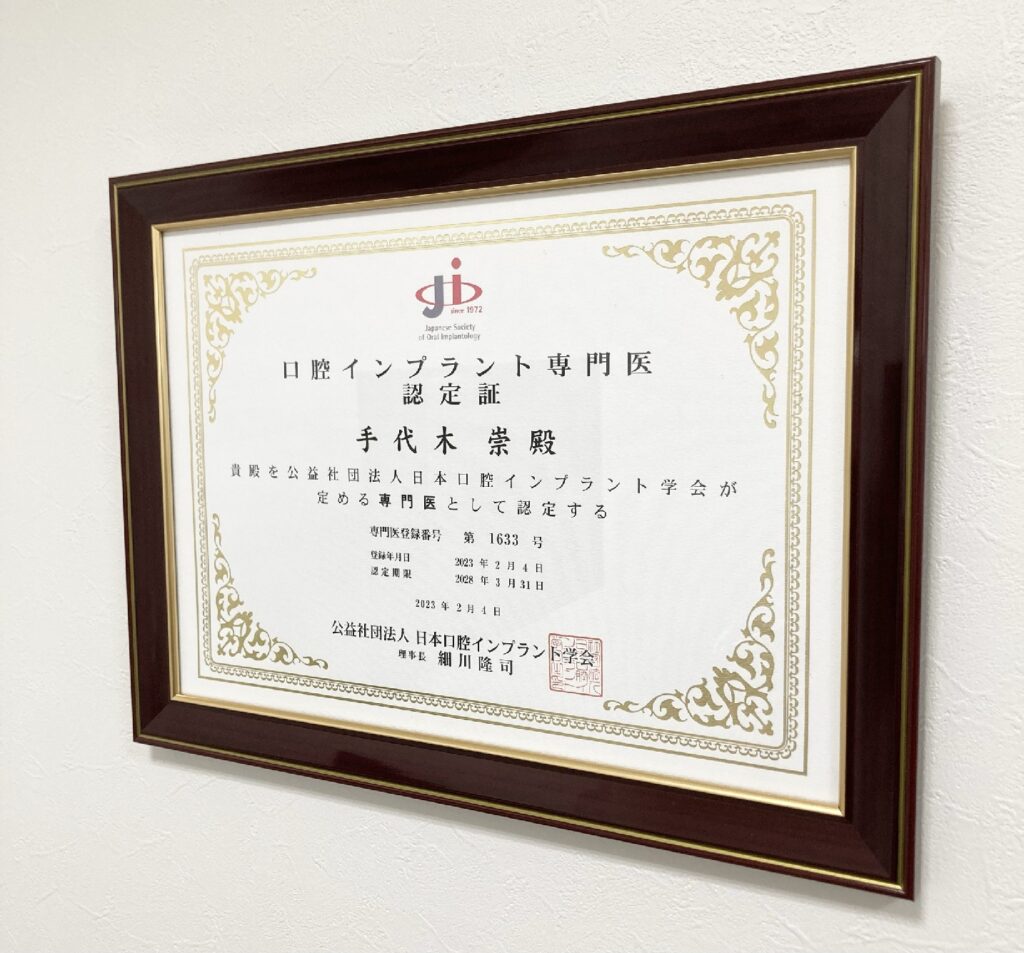 ji
since 1972
Japanese Society
of Oral Implantology
口腔インプラント専門医
認定証
手代木 崇 殿
貴殿を公益社団法人日本口腔インプラント学会が
定める専門医として認定する
専門医登録番号 第 1633 号
登録年月日 2023 年 2 月 4 日
認定期限 2028 年 3 月 31 日
2023 年 2 月 4 日
公益社団法人 日本口腔インプラント学会
理事長 細川隆司